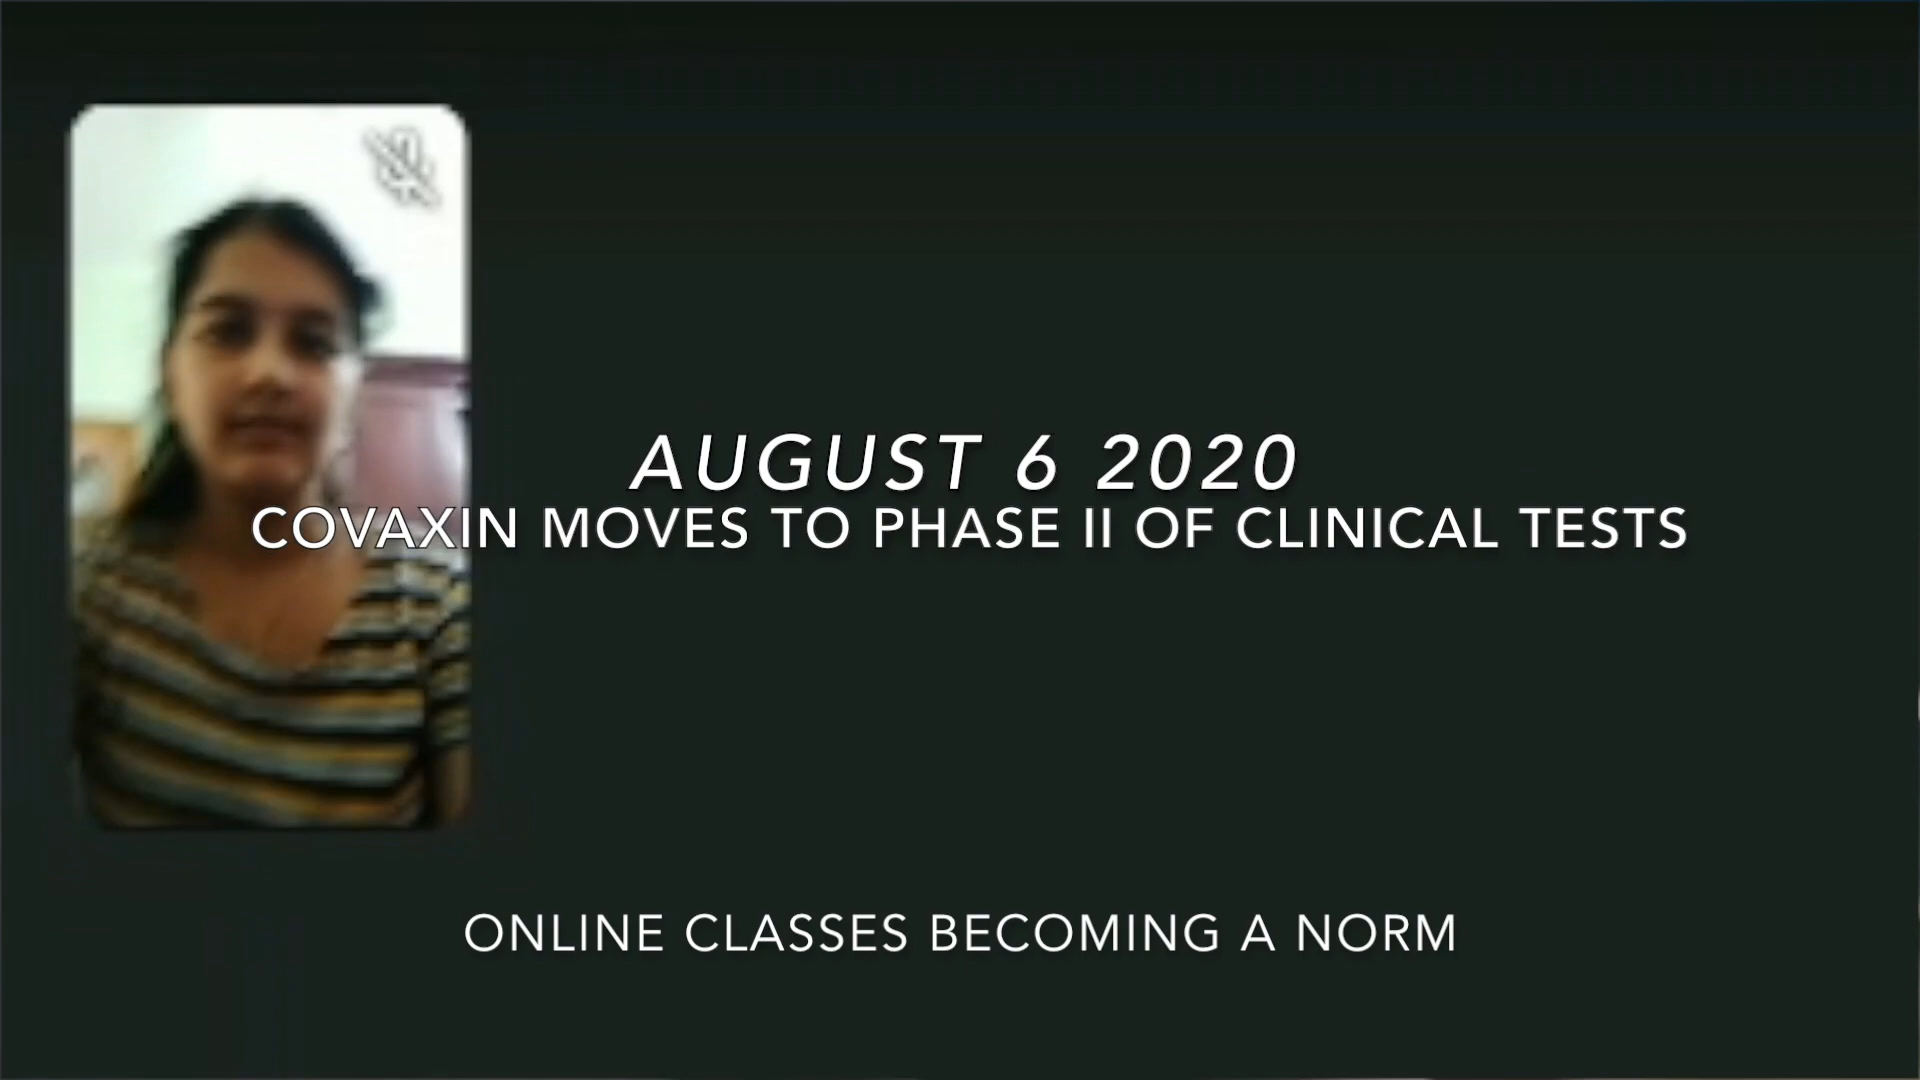 AUGUST 6 2020
COVAXIN MOVES TO PHASE II OF CLINICAL TESTS
ONLINE CLASSES BECOMING A NORM